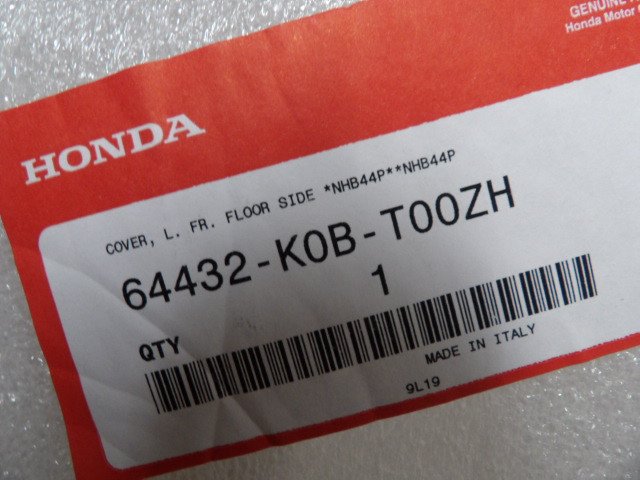 GENUINE
Honda Motor
HONDA
COVER, L. FR. FLOOR SIDE *NHB44P**NHB44P
64432-K0B-T00ZH
1
QTY
MADE IN ITALY
9L19